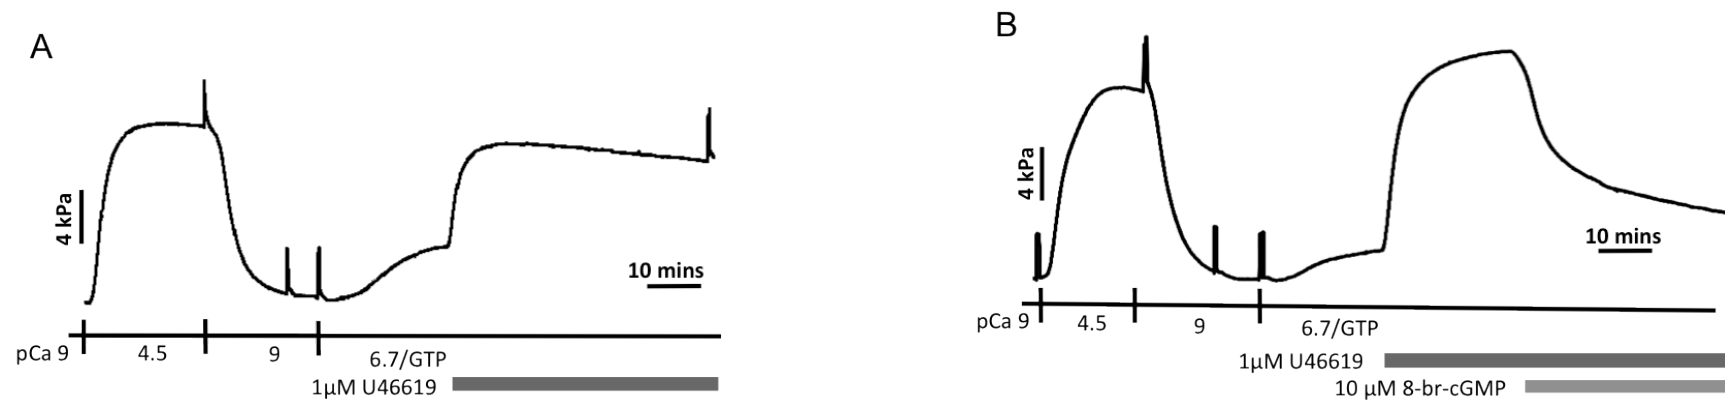 A
4 kPa
10 mins
pCa 9 4.5 9 6.7/GTP
1μM U46619
B
4 kPa
10 mins
pCa 9 4.5 9 6.7/GTP
1μM U46619
10 μM 8-br-cGMP